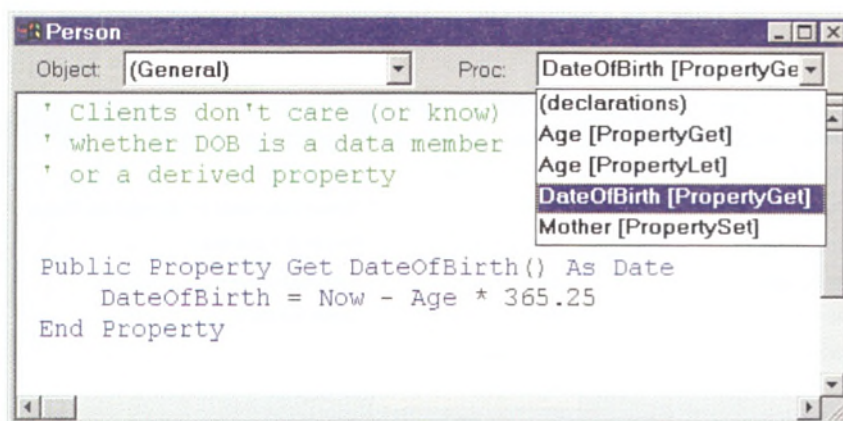 Person
Object: (General) Proc: DateOfBirth [PropertyGe
(declarations)
Age [PropertyGet]
Age [PropertyLet]
DateOfBirth [PropertyGet]
Mother [PropertySet]
' Clients don't care (or know)
' whether DOB is a data member
' or a derived property
Public Property Get DateOfBirth() As Date
DateOfBirth = Now - Age * 365.25
End Property